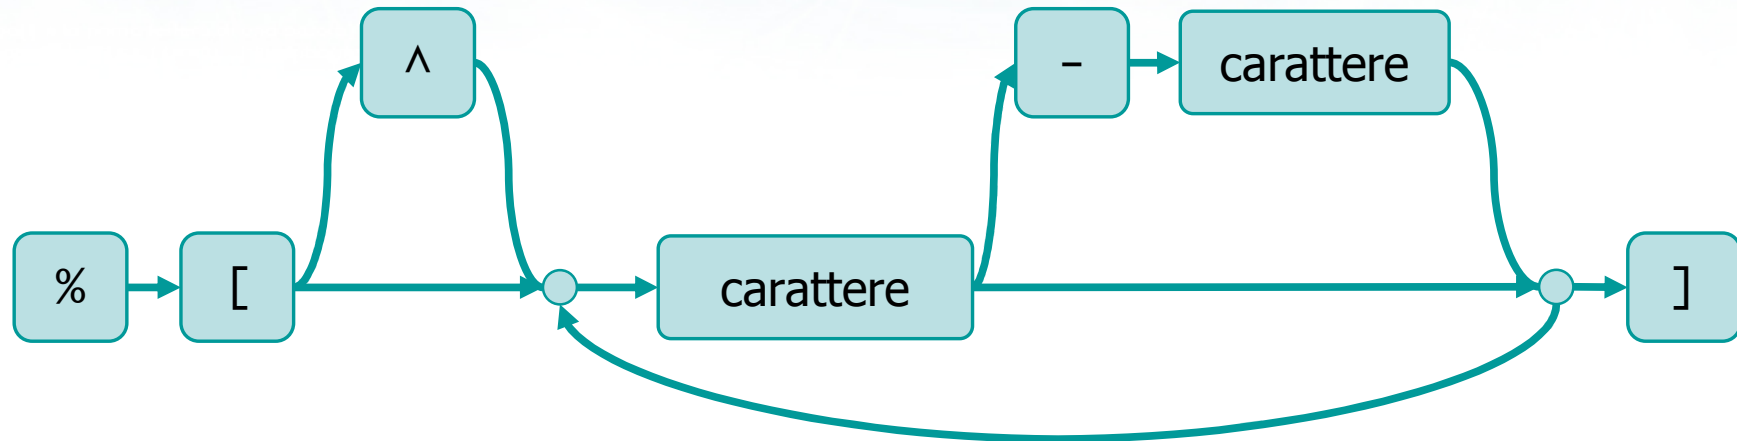 ^
- carattere
% [ carattere ]